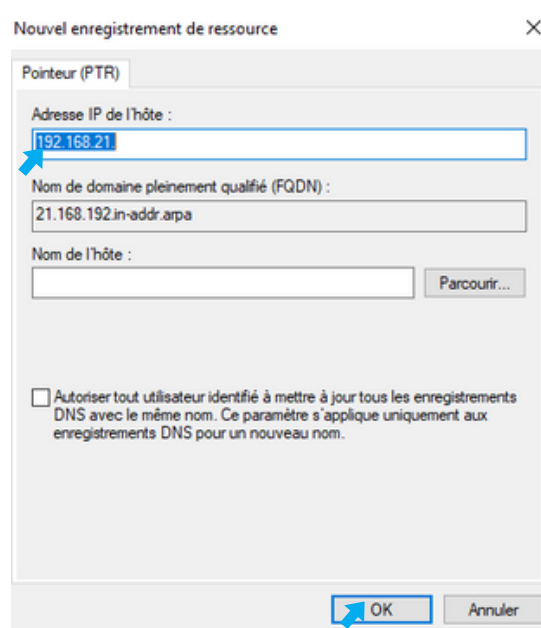 Nouvel enregistrement de ressource
Pointeur (PTR)
Adresse IP de l'hôte :
192.168.21.
Nom de domaine pleinement qualifié (FQDN) :
21.168.192.in-addr.arpa
Nom de l'hôte :
Parcourir...
Autoriser tout utilisateur identifié à mettre à jour tous les enregistrements
DNS avec le même nom. Ce paramètre s'applique uniquement aux
enregistrements DNS pour un nouveau nom.
OK Annuler